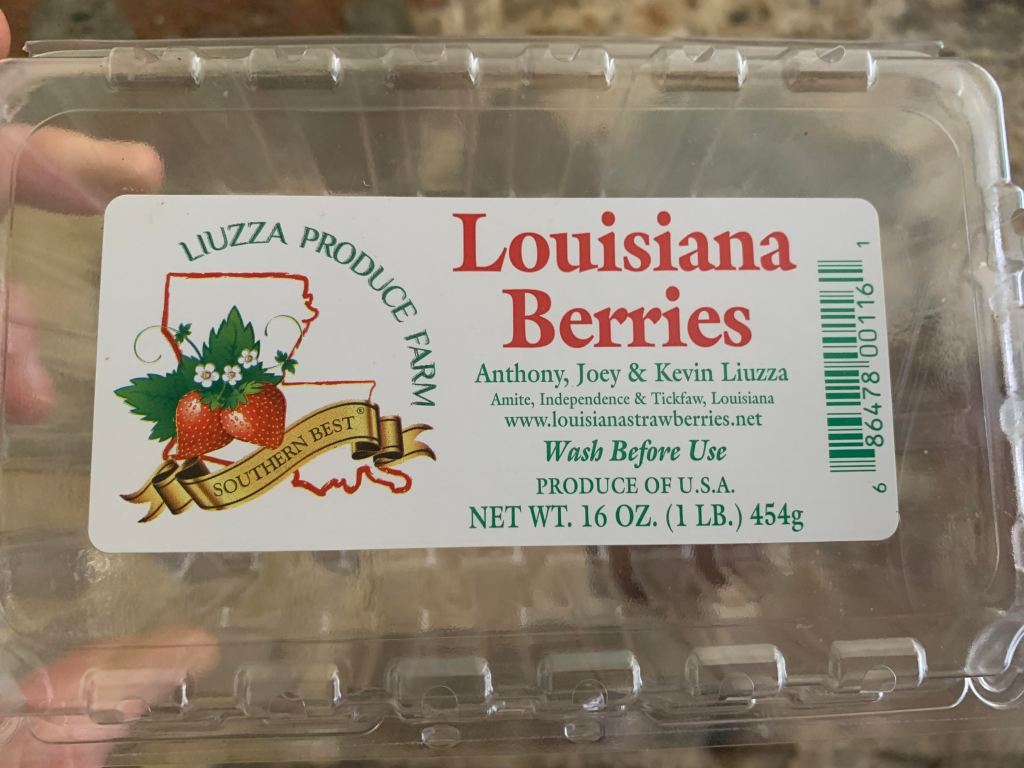 LIUZZA PRODUCE FARM
SOUTHERN BEST®
Louisiana
Berries
Anthony, Joey & Kevin Liuzza
Amite, Independence & Tickfaw, Louisiana
www.louisianastrawberries.net
Wash Before Use
PRODUCE OF U.S.A.
NET WT. 16 OZ. (1 LB.) 454g
6 86478 00116 1